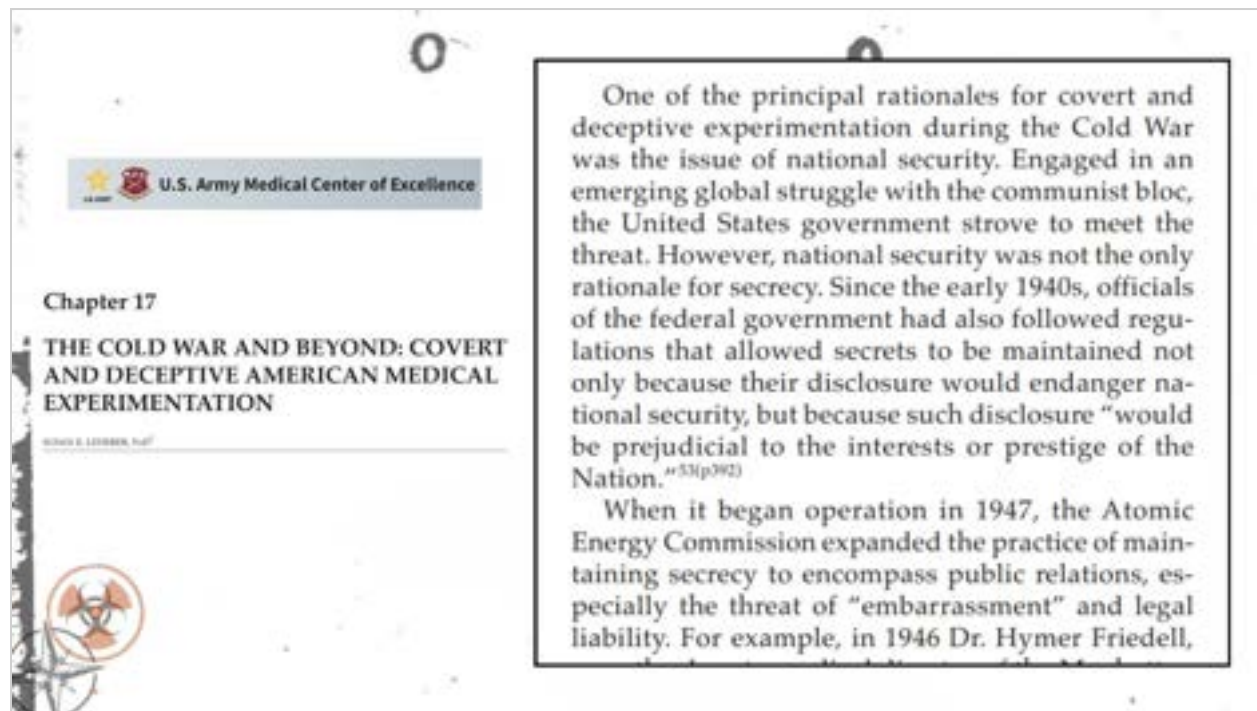 U.S. Army Medical Center of Excellence
Chapter 17
THE COLD WAR AND BEYOND: COVERT
AND DECEPTIVE AMERICAN MEDICAL
EXPERIMENTATION
One of the principal rationales for covert and
deceptive experimentation during the Cold War
was the issue of national security. Engaged in an
emerging global struggle with the communist bloc,
the United States government strove to meet the
threat. However, national security was not the only
rationale for secrecy. Since the early 1940s, officials
of the federal government had also followed regu-
lations that allowed secrets to be maintained not
only because their disclosure would endanger na-
tional security, but because such disclosure “would
be prejudicial to the interests or prestige of the
Nation.”53(p392)
When it began operation in 1947, the Atomic
Energy Commission expanded the practice of main-
taining secrecy to encompass public relations, es-
pecially the threat of “embarrassment” and legal
liability. For example, in 1946 Dr. Hymer Friedell,